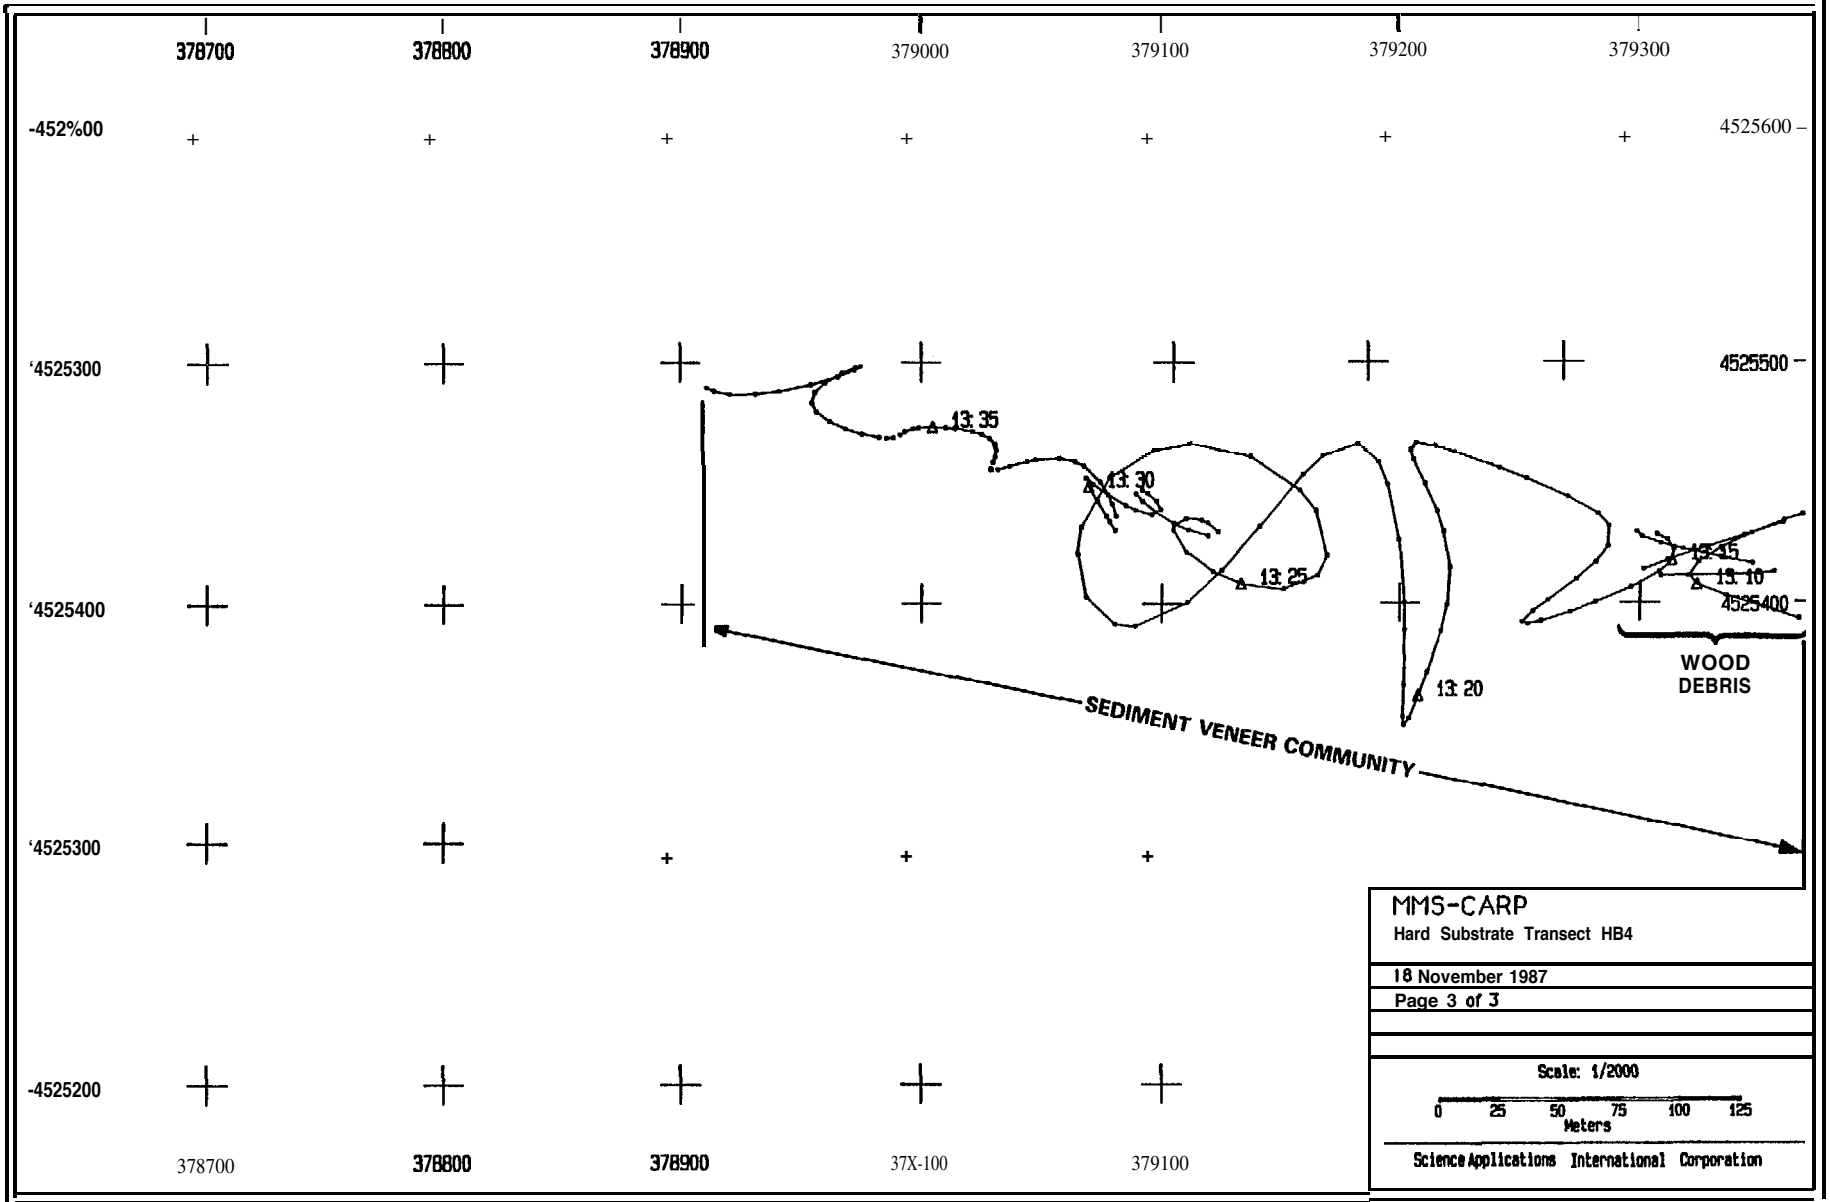 378700 378800 378900 379000 379100 379200 379300
-452%00 4525600 –
'4525300 4525500 –
13:35
13:30
13:25
13:15
13:10
'4525400 4525400
WOOD
DEBRIS
13:20
SEDIMENT VENEER COMMUNITY
'4525300
MMS-CARP
Hard Substrate Transect HB4
18 November 1987
Page 3 of 3
Scale: 1/2000
-4525200
0 25 50 75 100 125
Meters
Science Applications International Corporation
378700 378800 378900 37X-100 379100